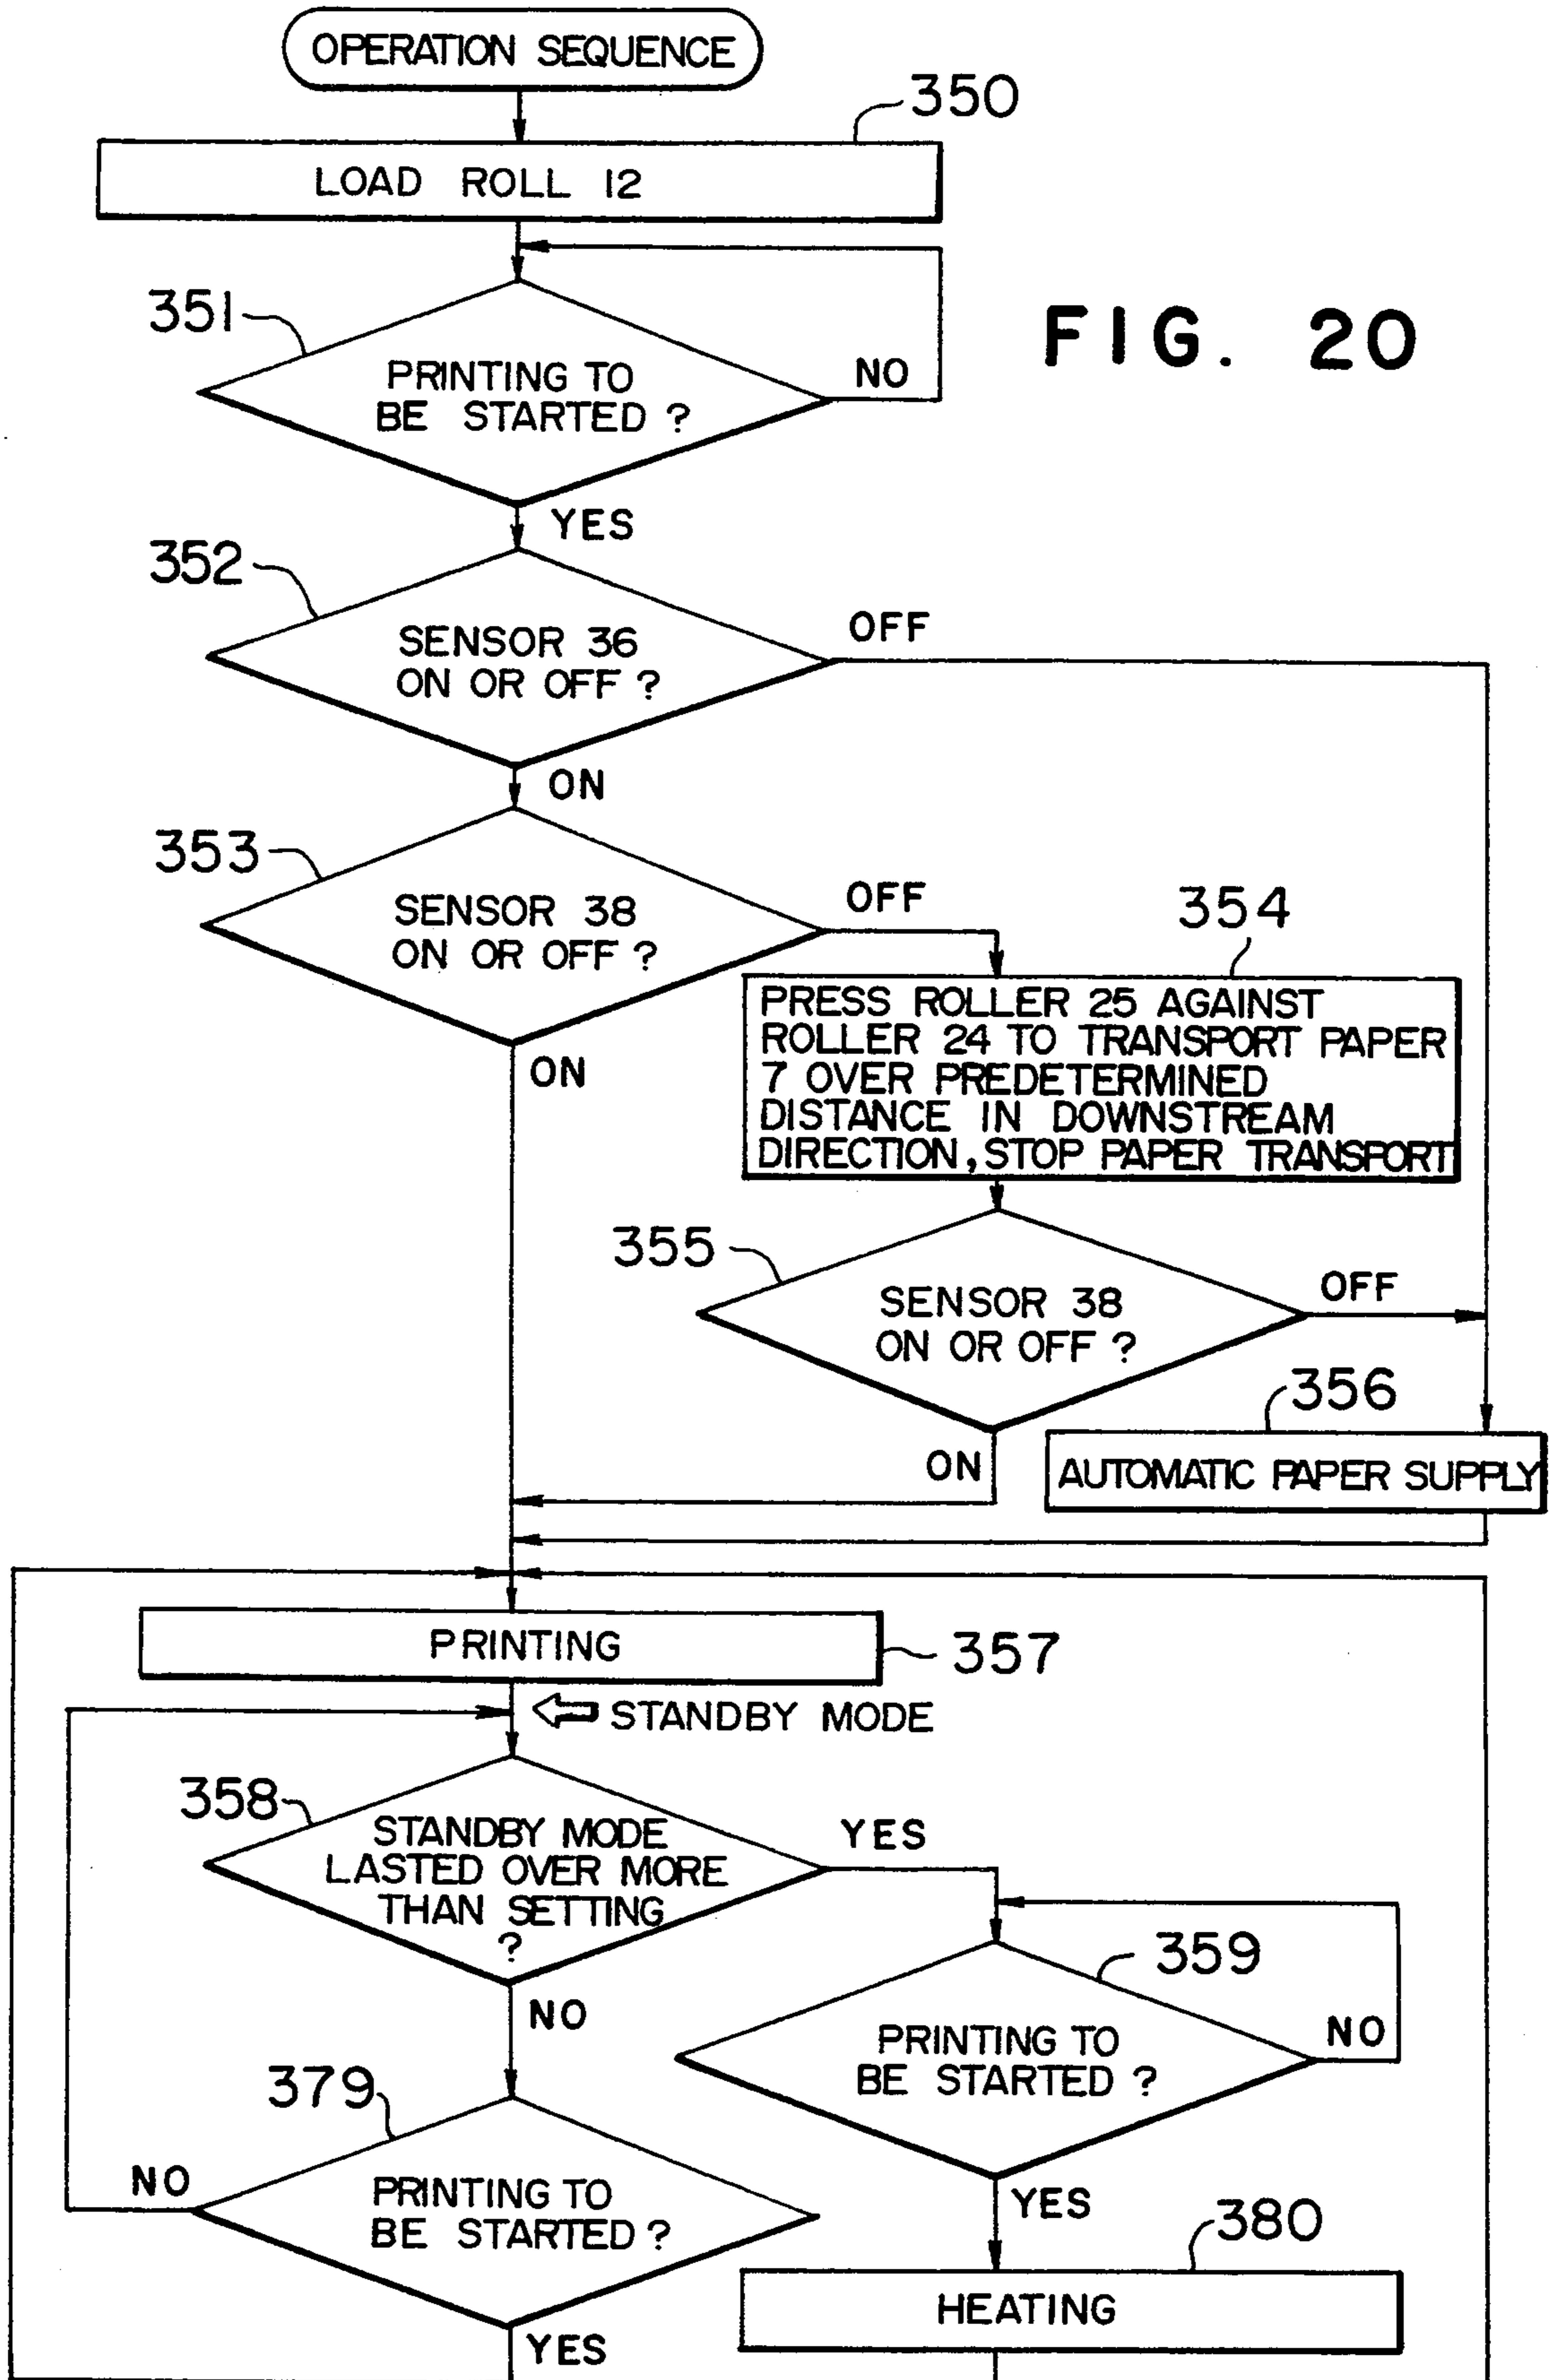 OPERATION SEQUENCE
350
LOAD ROLL 12
FIG. 20
351
PRINTING TO
BE STARTED ?
NO
YES
352
SENSOR 36
ON OR OFF ?
OFF
ON
353
SENSOR 38
ON OR OFF ?
OFF
ON
354
PRESS ROLLER 25 AGAINST
ROLLER 24 TO TRANSPORT PAPER
7 OVER PREDETERMINED
DISTANCE IN DOWNSTREAM
DIRECTION, STOP PAPER TRANSPORT
355
SENSOR 38
ON OR OFF ?
OFF
ON
356
AUTOMATIC PAPER SUPPLY
PRINTING
357
STANDBY MODE
358
STANDBY MODE
LASTED OVER MORE
THAN SETTING
?
YES
NO
359
PRINTING TO
BE STARTED ?
NO
YES
379
PRINTING TO
BE STARTED ?
NO
YES
380
HEATING